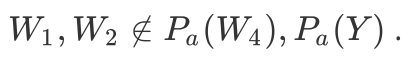 W₁, W₂ ∉ Pₐ(W₄), Pₐ(Y) .